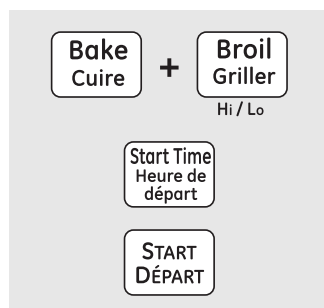 Bake
Cuire
+
Broil
Griller
Hi / Lo
Start Time
Heure de
départ
START
DÉPART